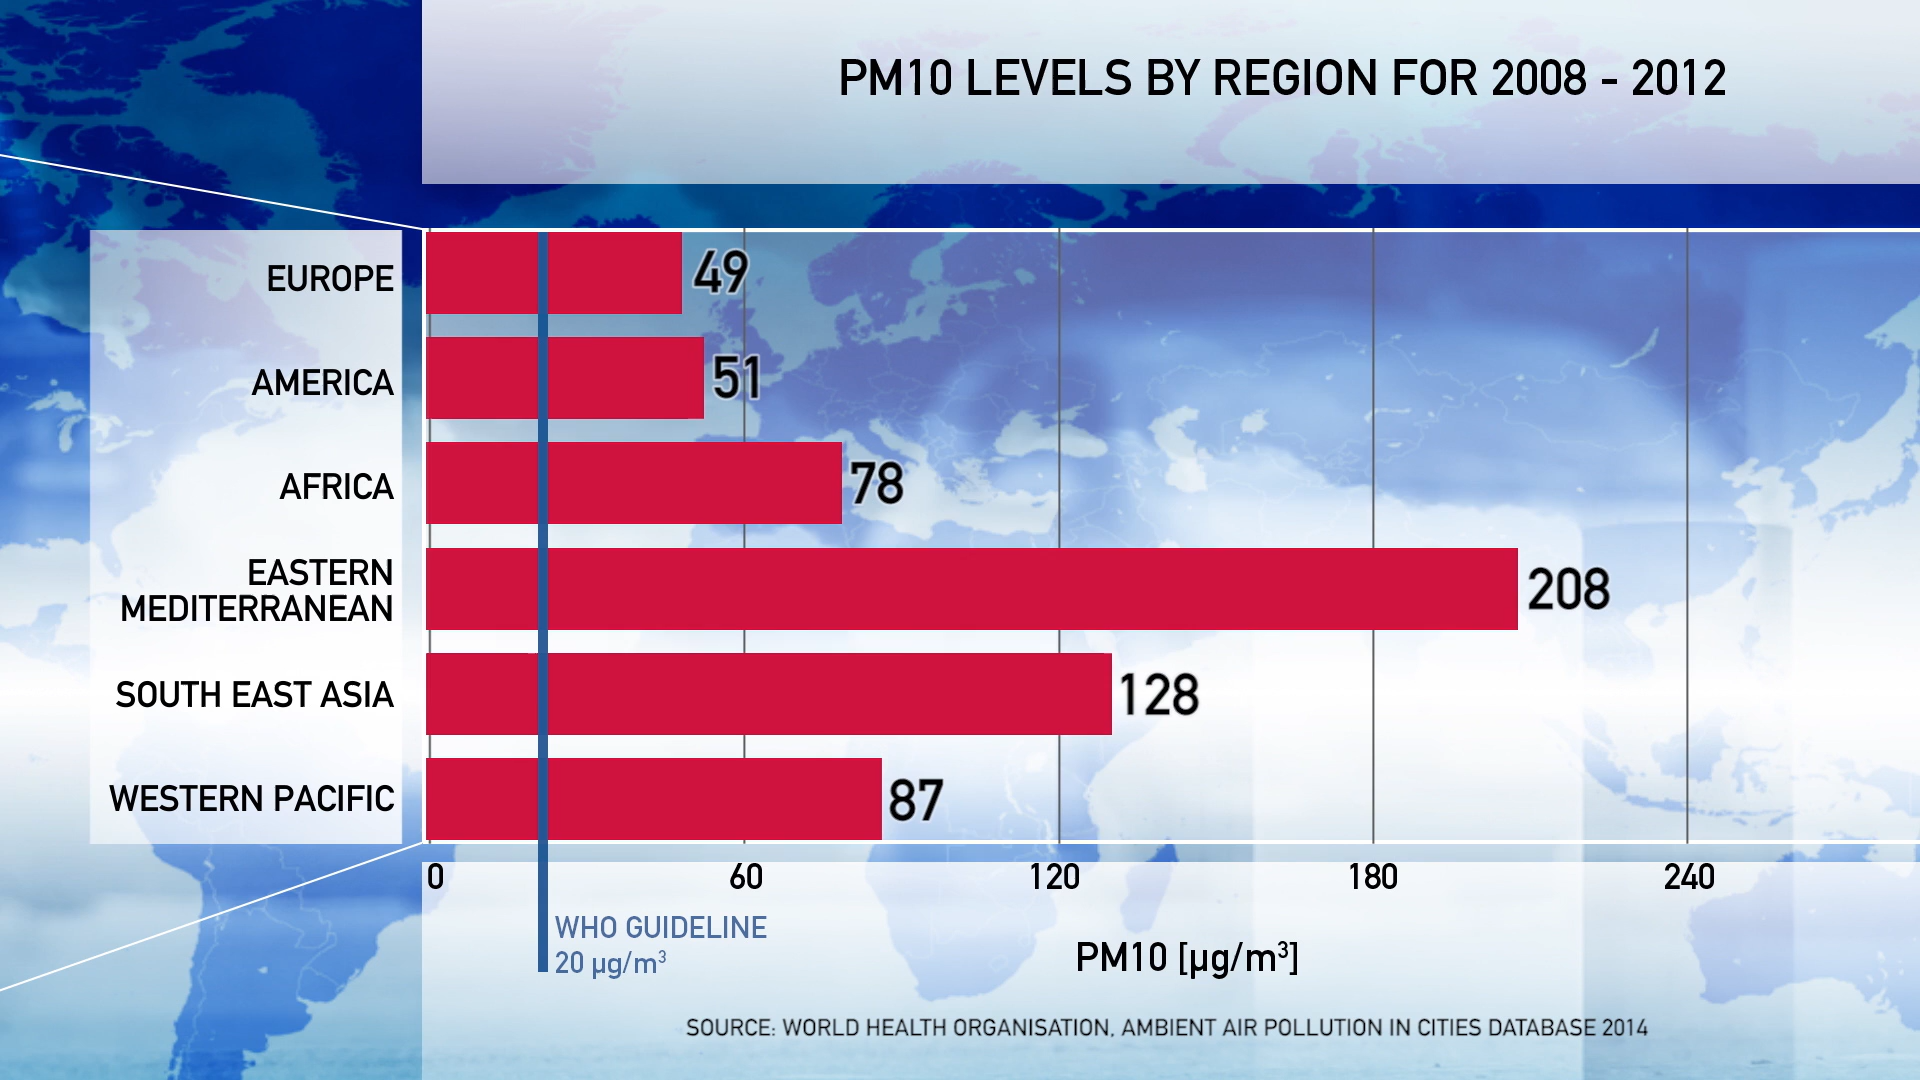 PM10 LEVELS BY REGION FOR 2008 - 2012
EUROPE
49
AMERICA
51
AFRICA
78
EASTERN
MEDITERRANEAN
208
SOUTH EAST ASIA
128
WESTERN PACIFIC
87
0 60 120 180 240
WHO GUIDELINE
20 µg/m³
PM10 [µg/m³]
SOURCE: WORLD HEALTH ORGANISATION, AMBIENT AIR POLLUTION IN CITIES DATABASE 2014